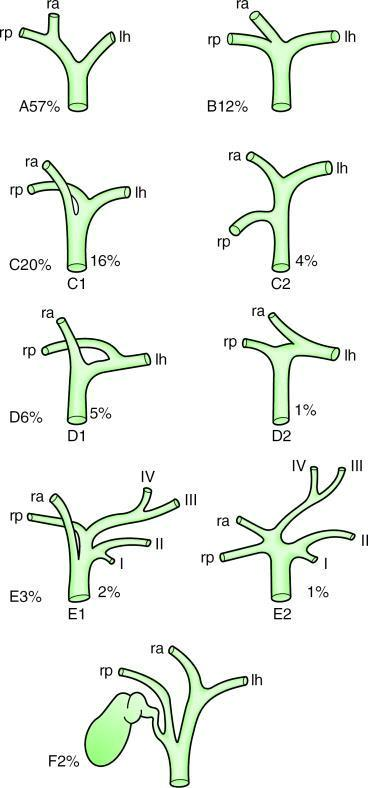 ra ra
rp lh rp lh
A57% B12%
ra ra
rp lh lh
rp
C20% 16% 4%
C1 C2
ra ra
rp lh rp lh
D6% 5% 1%
D1 D2
IV IV III
ra III ra
rp II rp II
I I
E3% 2% 1%
E1 E2
ra
rp lh
F2%